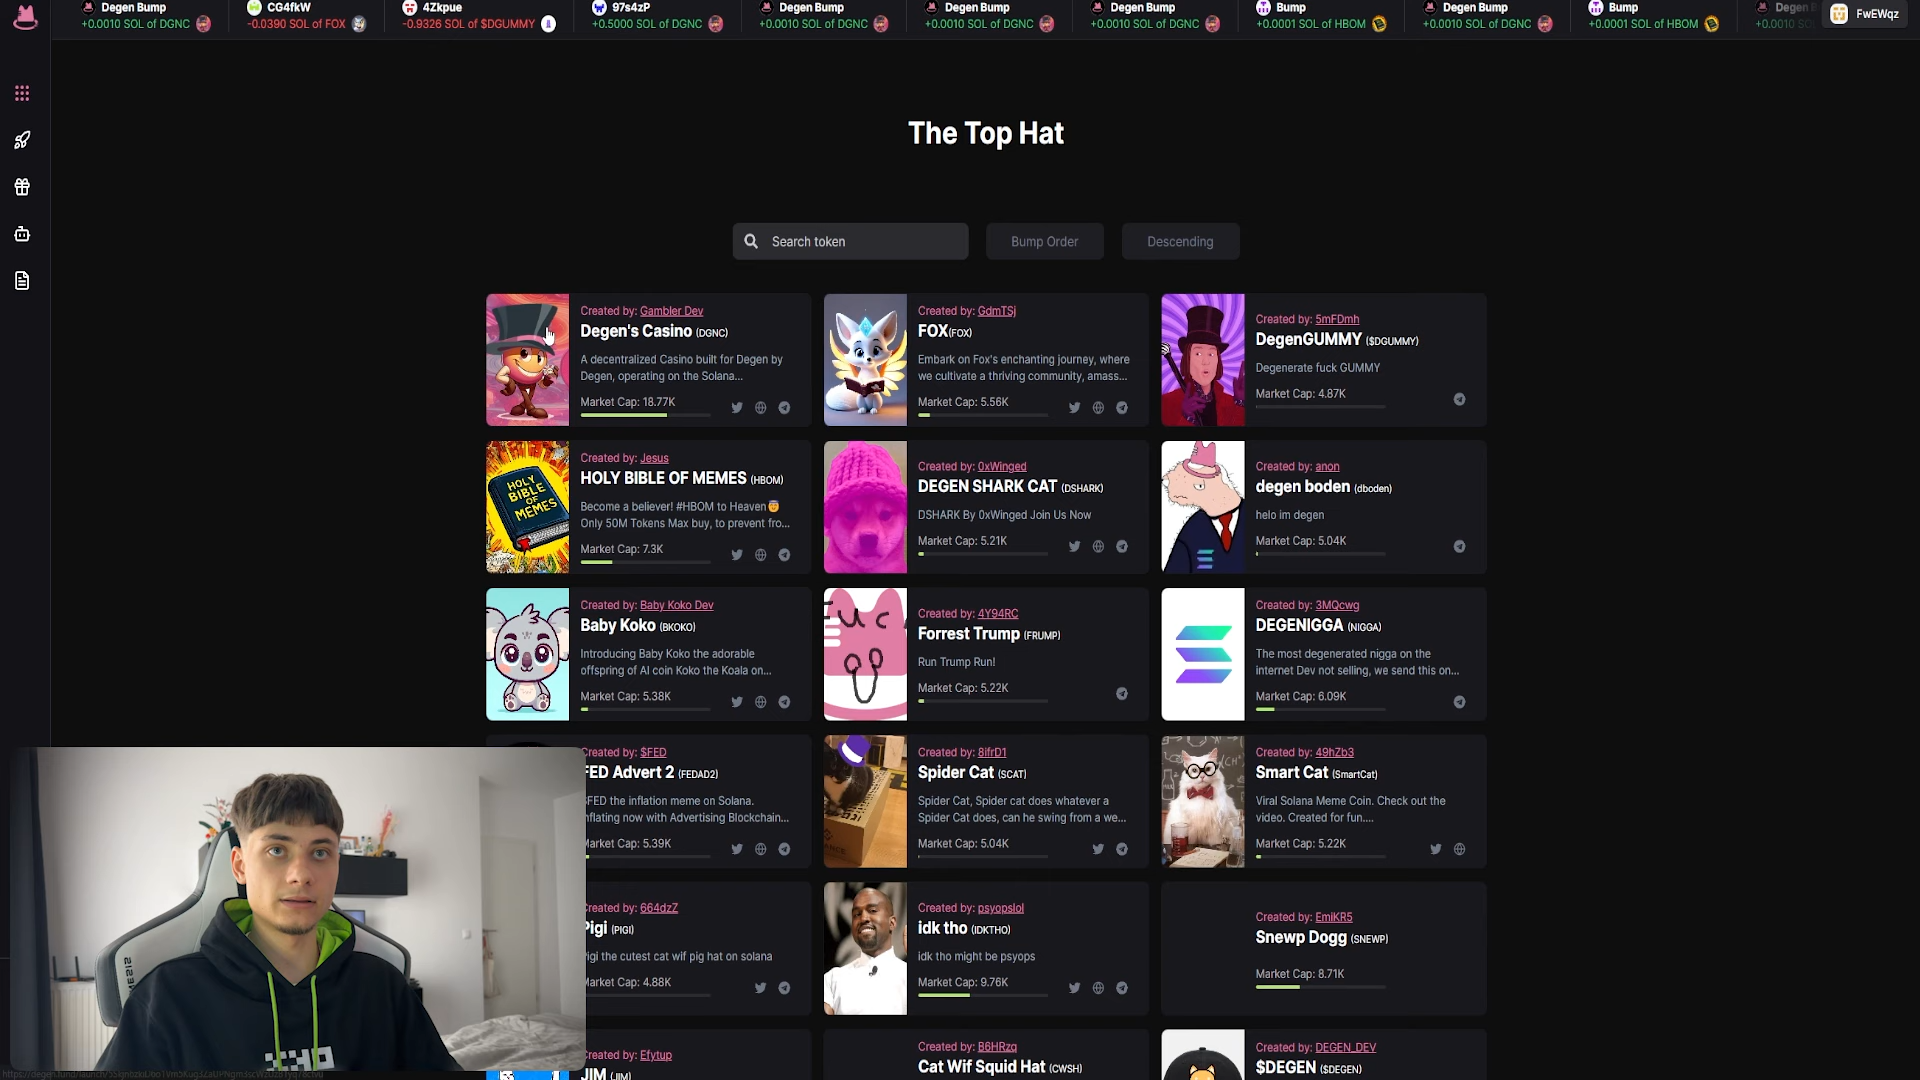 Degen Bump
+0.0010 SOL of DGNC
CG4fkW
-0.0390 SOL of FOX
4Zkpue
-0.9326 SOL of $DGUMMY
97s4zP
+0.5000 SOL of DGNC
Degen Bump
+0.0010 SOL of DGNC
Degen Bump
+0.0010 SOL of DGNC
Degen Bump
+0.0010 SOL of DGNC
Bump
+0.0001 SOL of HBOM
Degen Bump
+0.0010 SOL of DGNC
Bump
+0.0001 SOL of HBOM
Degen
+0.0010 SOL
FwEWqz
The Top Hat
Search token
Bump Order
Descending
Created by: Gambler Dev
Degen's Casino (DGNC)
A decentralized Casino built for Degen by
Degen, operating on the Solana...
Market Cap: 18.77K
Created by: GdmTSj
FOX(FOX)
Embark on Fox's enchanting journey, where
we cultivate a thriving community, amass...
Market Cap: 5.56K
Created by: 5mFDmh
DegenGUMMY ($DGUMMY)
Degenerate fuck GUMMY
Market Cap: 4.87K
HOLY
BIBLE
OF
MEMES
Created by: Jesus
HOLY BIBLE OF MEMES (HBOM)
Become a believer! #HBOM to Heaven😇
Only 50M Tokens Max buy, to prevent fro...
Market Cap: 7.3K
Created by: 0xWinged
DEGEN SHARK CAT (DSHARK)
DSHARK By 0xWinged Join Us Now
Market Cap: 5.21K
Created by: anon
degen boden (dboden)
helo im degen
Market Cap: 5.04K
Created by: Baby Koko Dev
Baby Koko (BKOKO)
Introducing Baby Koko the adorable
offspring of AI coin Koko the Koala on...
Market Cap: 5.38K
Created by: 4Y94RC
Forrest Trump (FRUMP)
Run Trump Run!
Market Cap: 5.22K
Created by: 3MQcwg
DEGENIGGA (NIGGA)
The most degenerated nigga on the
internet Dev not selling, we send this on...
Market Cap: 6.09K
Created by: $FED
FED Advert 2 (FEDAD2)
$FED the inflation meme on Solana.
nflating now with Advertising Blockchain...
Market Cap: 5.39K
Created by: 8ifrD1
Spider Cat (SCAT)
Spider Cat, Spider cat does whatever a
Spider Cat does, can he swing from a we...
Market Cap: 5.04K
Created by: 49hZb3
Smart Cat (SmartCat)
Viral Solana Meme Coin. Check out the
video. Created for fun....
Market Cap: 5.22K
Created by: 664dzZ
Pigi (PIGI)
Pigi the cutest cat wif pig hat on solana
Market Cap: 4.88K
Created by: psyopslol
idk tho (IDKTHO)
idk tho might be psyops
Market Cap: 9.76K
Created by: EmiKR5
Snewp Dogg (SNEWP)
Market Cap: 8.71K
Created by: Efytup
JIM (JIM)
Created by: B6HRzq
Cat Wif Squid Hat (CWSH)
Created by: DEGEN_DEV
$DEGEN ($DEGEN)